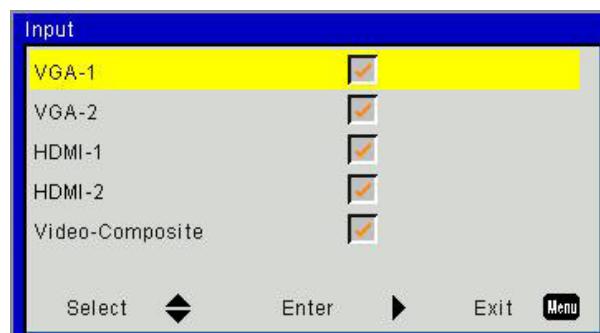 Input
VGA-1
VGA-2
HDMI-1
HDMI-2
Video-Composite
Select Enter Exit Menu